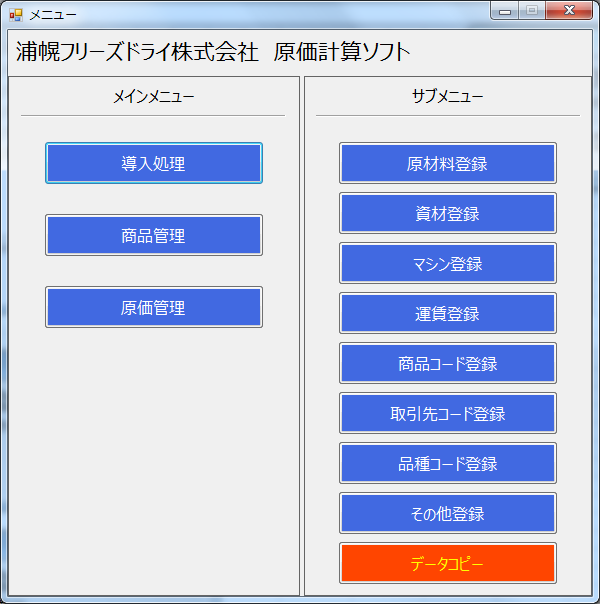 メニュー
浦幌フリーズドライ株式会社　原価計算ソフト
メインメニュー
導入処理
商品管理
原価管理
サブメニュー
原材料登録
資材登録
マシン登録
運賃登録
商品コード登録
取引先コード登録
品種コード登録
その他登録
データコピー